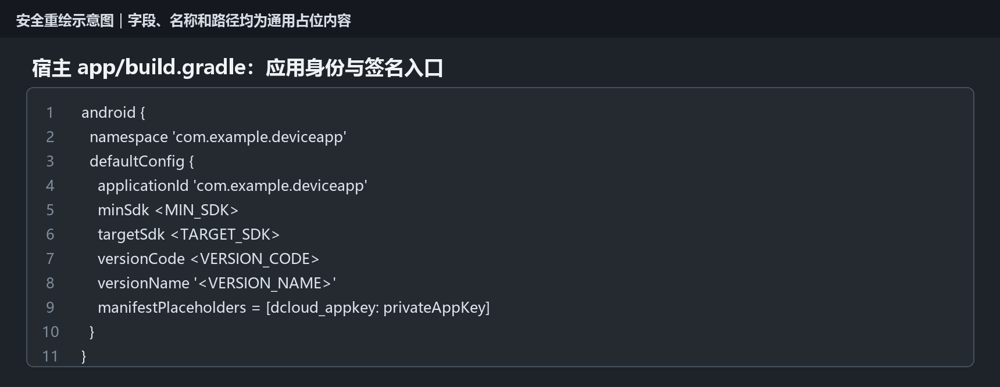 安全重绘示意图｜字段、名称和路径均为通用占位内容
宿主 app/build.gradle：应用身份与签名入口
1 android {
2 namespace 'com.example.deviceapp'
3 defaultConfig {
4 applicationId 'com.example.deviceapp'
5 minSdk <MIN_SDK>
6 targetSdk <TARGET_SDK>
7 versionCode <VERSION_CODE>
8 versionName '<VERSION_NAME>'
9 manifestPlaceholders = [dcloud_appkey: privateAppKey]
10 }
11 }